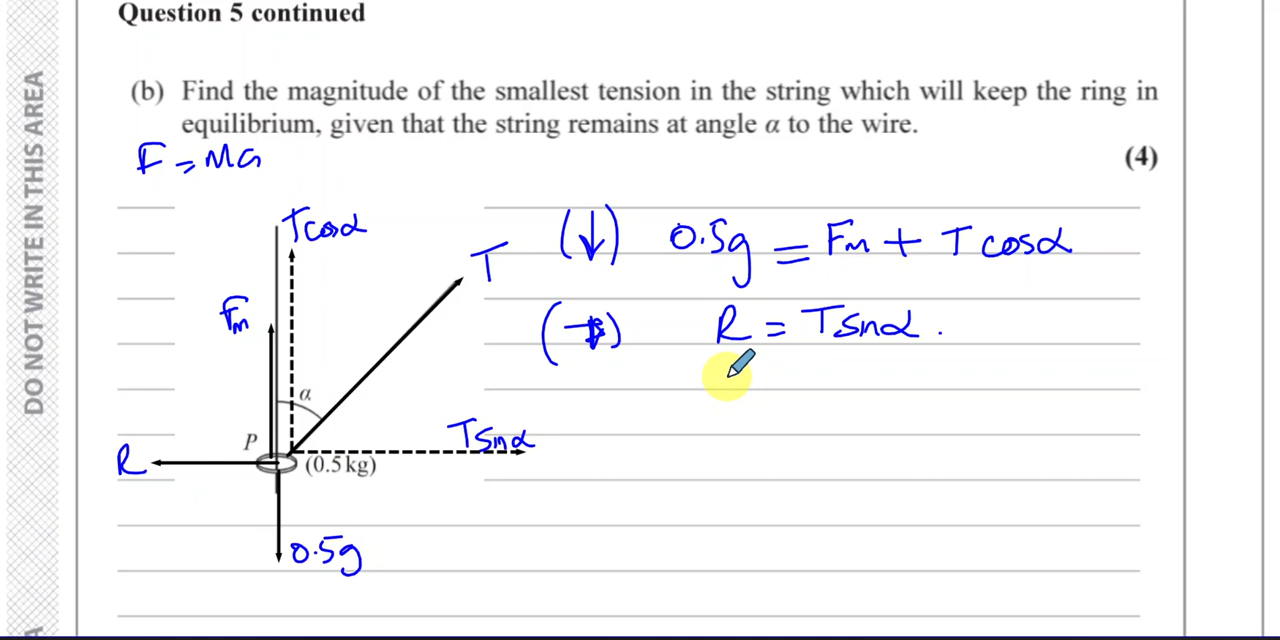 Question 5 continued
(b) Find the magnitude of the smallest tension in the string which will keep the ring in
equilibrium, given that the string remains at angle α to the wire.
(4)
F = MG
Tcosα
T
Fm
α
P
(0.5 kg)
R
Tsinα
0.5g
(↓) 0.5g = Fm + Tcosα
(→) R = Tsinα.
DO NOT WRITE IN THIS AREA